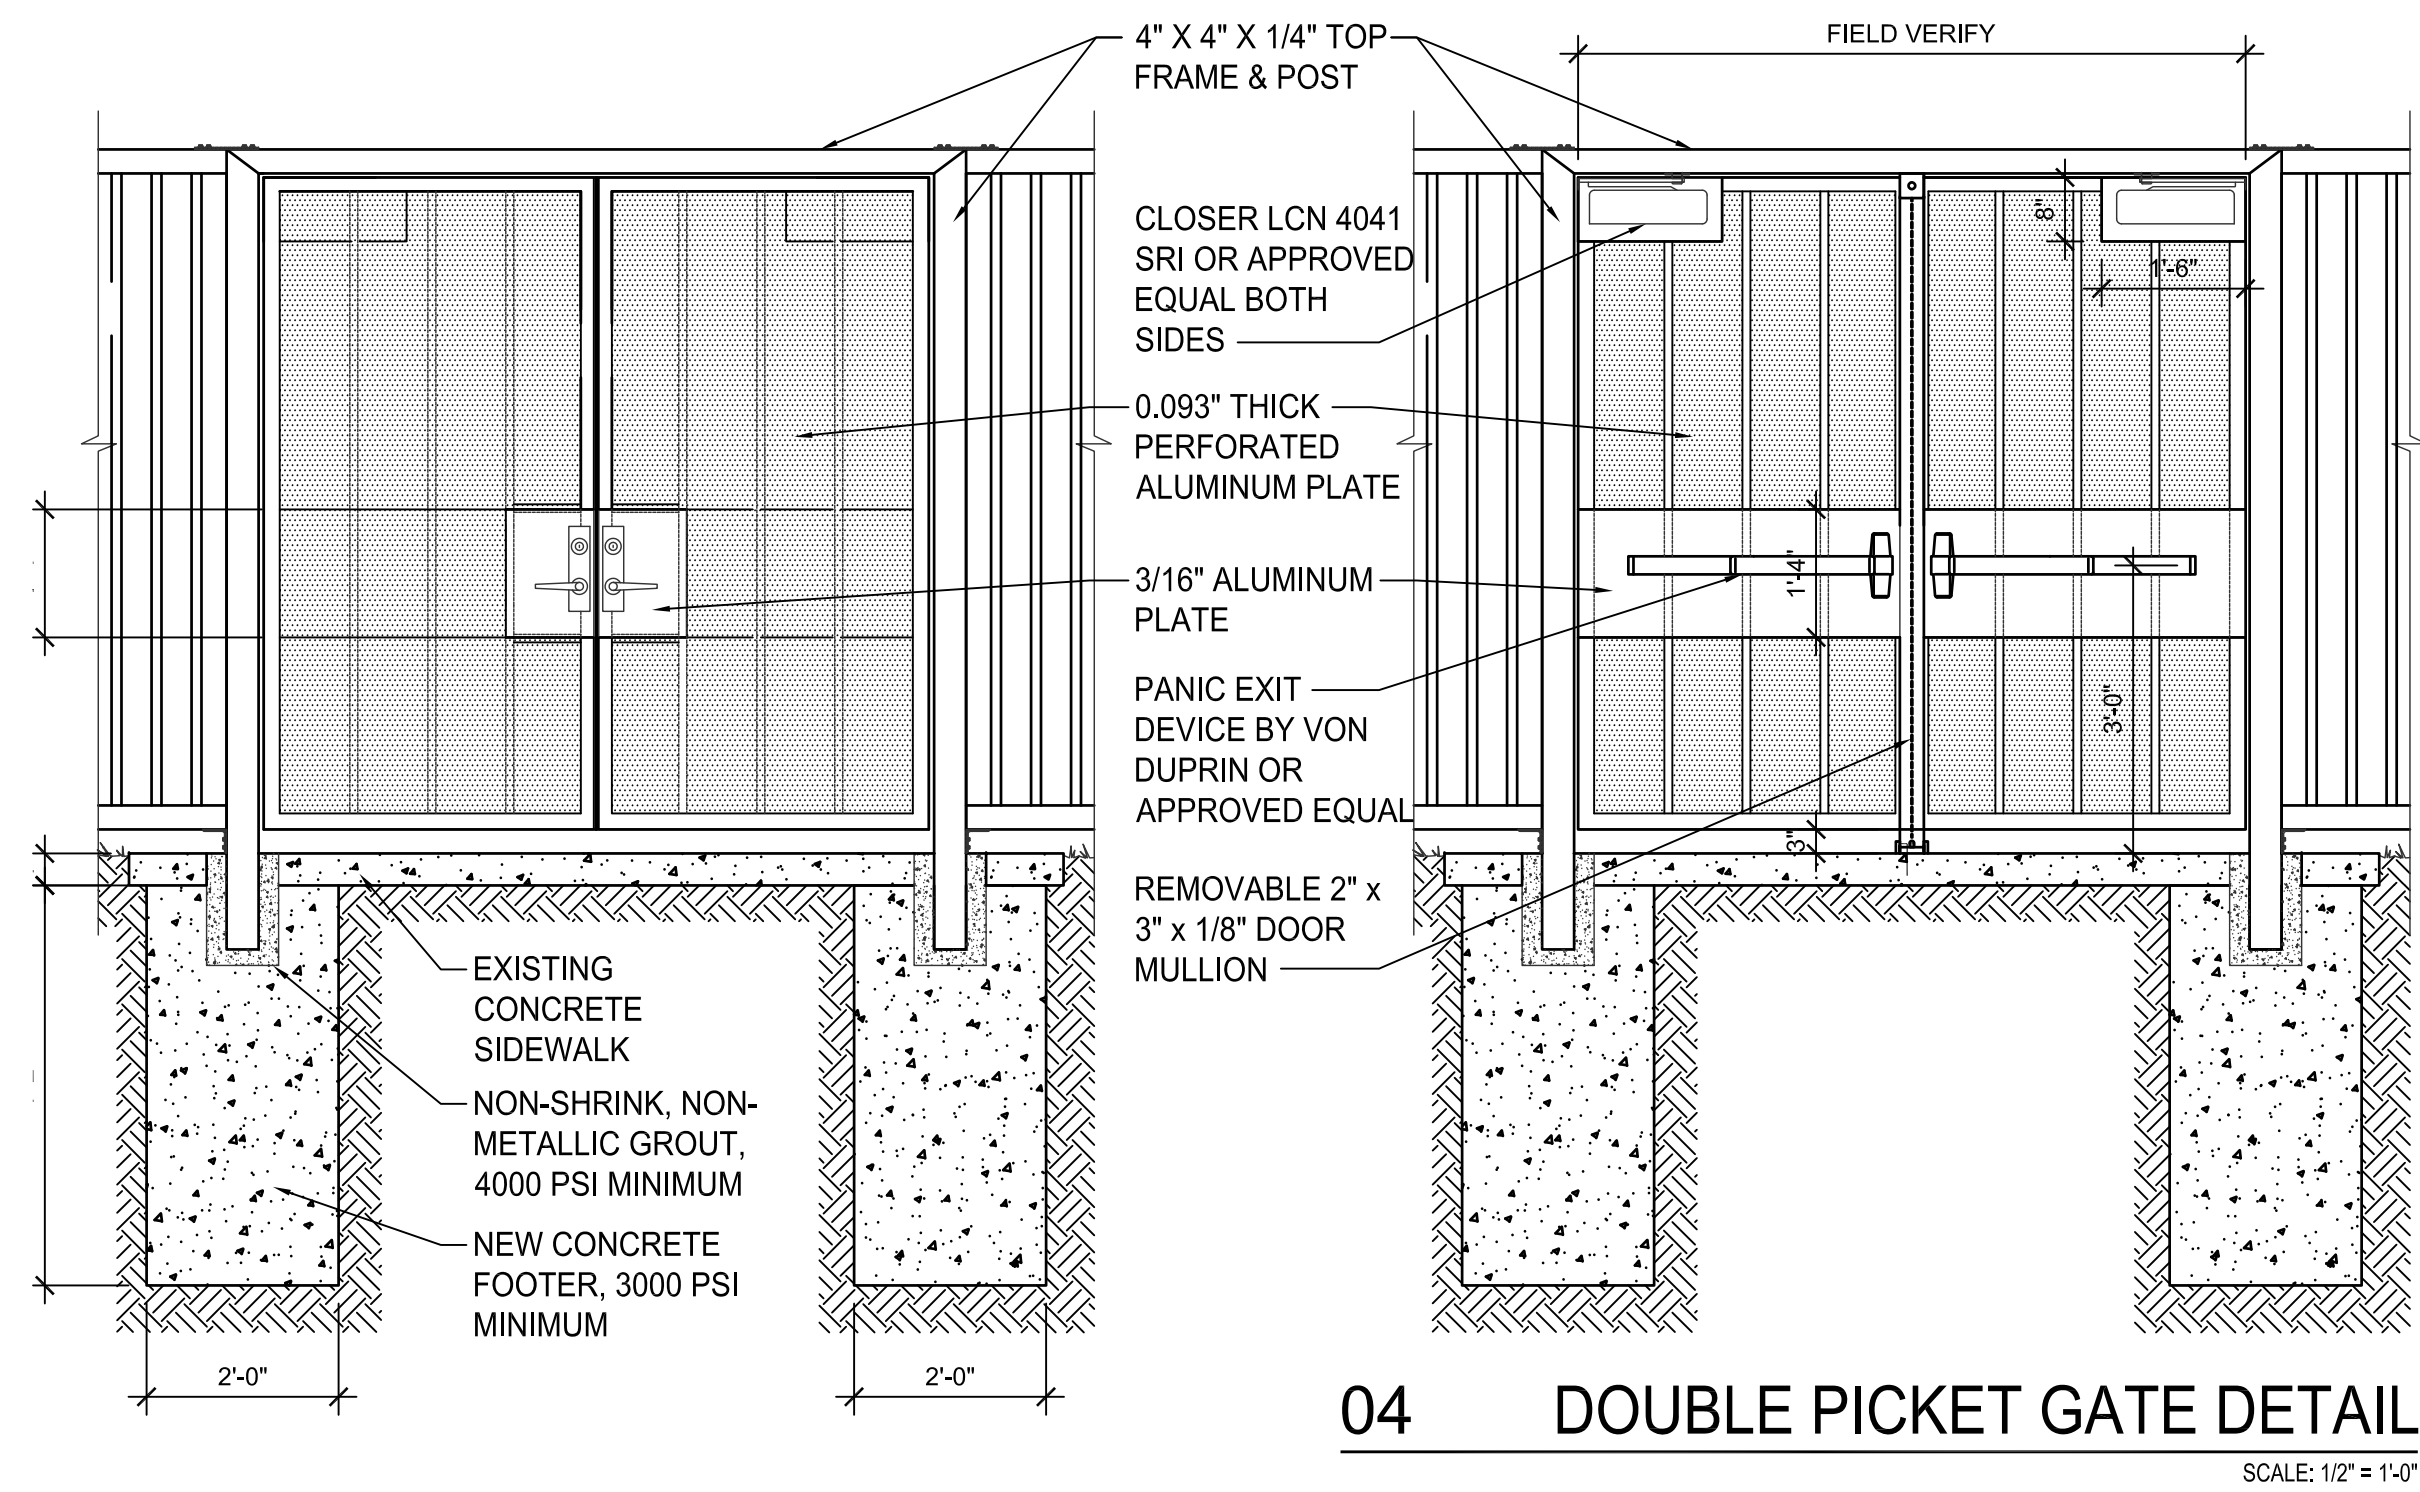 4" X 4" X 1/4" TOP
FRAME & POST
FIELD VERIFY
CLOSER LCN 4041
SRI OR APPROVED
EQUAL BOTH
SIDES
8"
1'-6"
0.093" THICK
PERFORATED
ALUMINUM PLATE
3/16" ALUMINUM
PLATE
1'-4"
PANIC EXIT
DEVICE BY VON
DUPRIN OR
APPROVED EQUAL
3'-0"
3"
REMOVABLE 2" x
3" x 1/8" DOOR
MULLION
EXISTING
CONCRETE
SIDEWALK
NON-SHRINK, NON-
METALLIC GROUT,
4000 PSI MINIMUM
NEW CONCRETE
FOOTER, 3000 PSI
MINIMUM
2'-0"
2'-0"
04 DOUBLE PICKET GATE DETAIL
SCALE: 1/2" = 1'-0"